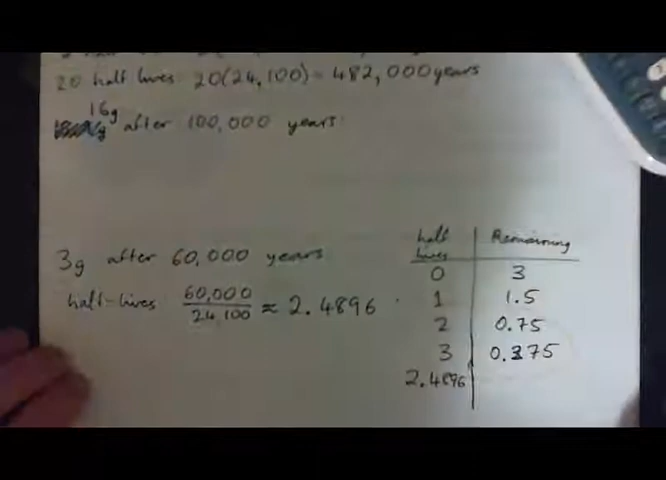 20 half lives 20(24,100) = 482,000 years
16g
after 100,000 years
3g after 60,000 years
half-lives 60,000/24,100 ≈ 2.4896
half lives | Remaining
0 | 3
1 | 1.5
2 | 0.75
3 | 0.375
2.4896